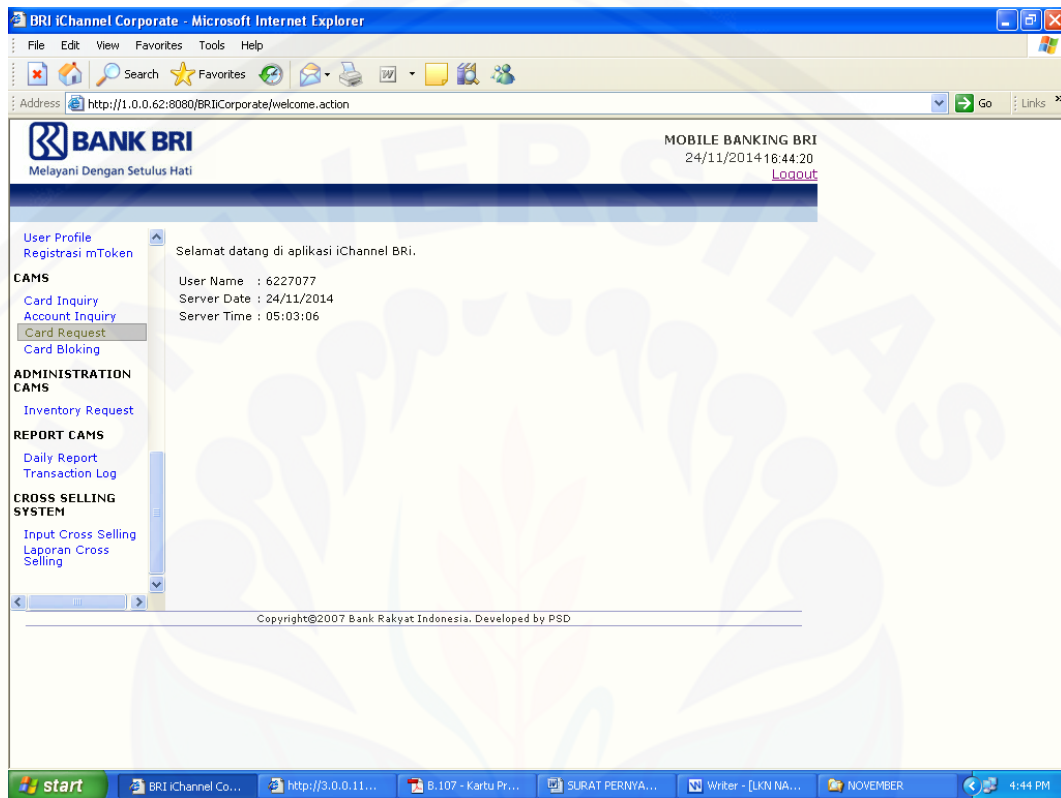 BRI iChannel Corporate - Microsoft Internet Explorer
File Edit View Favorites Tools Help
Search Favorites
Address http://1.0.0.62:8080/BRIiCorporate/welcome.action Go Links »
BANK BRI
Melayani Dengan Setulus Hati
MOBILE BANKING BRI
24/11/2014 16:44:20
Logout
User Profile
Registrasi mToken
CAMS
Card Inquiry
Account Inquiry
Card Request
Card Bloking
ADMINISTRATION
CAMS
Inventory Request
REPORT CAMS
Daily Report
Transaction Log
CROSS SELLING
SYSTEM
Input Cross Selling
Laporan Cross
Selling
Selamat datang di aplikasi iChannel BRi.
User Name : 6227077
Server Date : 24/11/2014
Server Time : 05:03:06
Copyright©2007 Bank Rakyat Indonesia. Developed by PSD
UNIVERSITAS
start BRI iChannel Co... http://3.0.0.11... B.107 - Kartu Pr... SURAT PERNYA... Writer - [LKN NA... NOVEMBER 4:44 PM